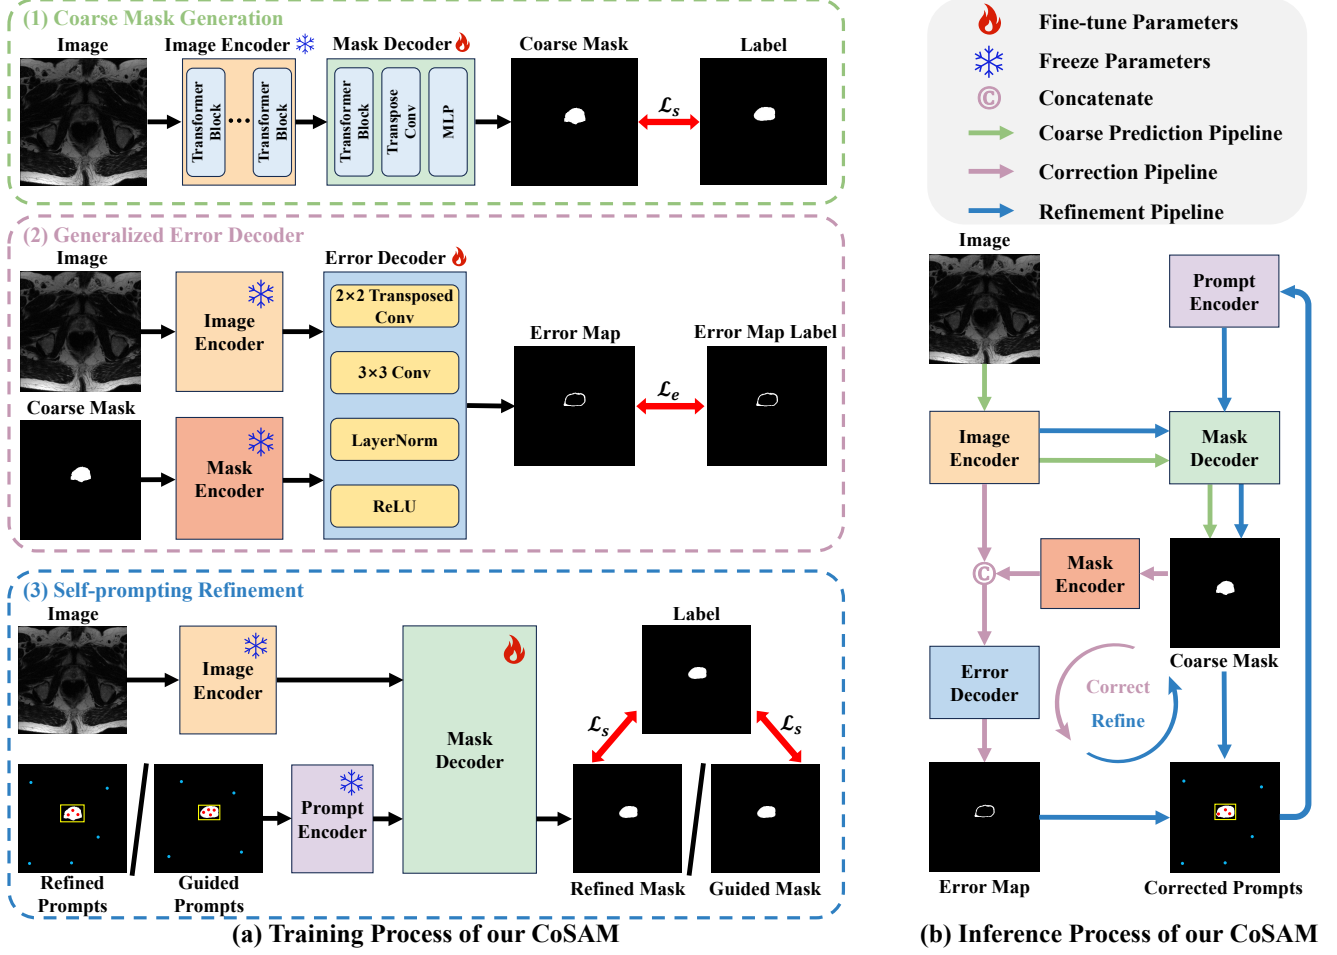 (1) Coarse Mask Generation
Image
Image Encoder
Mask Decoder
Coarse Mask
Label
Transformer
Block
...
Transformer
Block
Transformer
Block
Transpose
Conv
MLP
ℒs
(2) Generalized Error Decoder
Image
Image
Encoder
Coarse Mask
Mask
Encoder
Error Decoder
2×2 Transposed
Conv
3×3 Conv
LayerNorm
ReLU
Error Map
ℒe
Error Map Label
(3) Self-prompting Refinement
Image
Image
Encoder
Refined
Prompts
Guided
Prompts
Prompt
Encoder
Mask
Decoder
Label
ℒs
ℒs
Refined Mask
Guided Mask
(a) Training Process of our CoSAM
Fine-tune Parameters
Freeze Parameters
© Concatenate
Coarse Prediction Pipeline
Correction Pipeline
Refinement Pipeline
Image
Prompt
Encoder
Image
Encoder
Mask
Decoder
©
Mask
Encoder
Coarse Mask
Error
Decoder
Correct
Refine
Error Map
Corrected Prompts
(b) Inference Process of our CoSAM